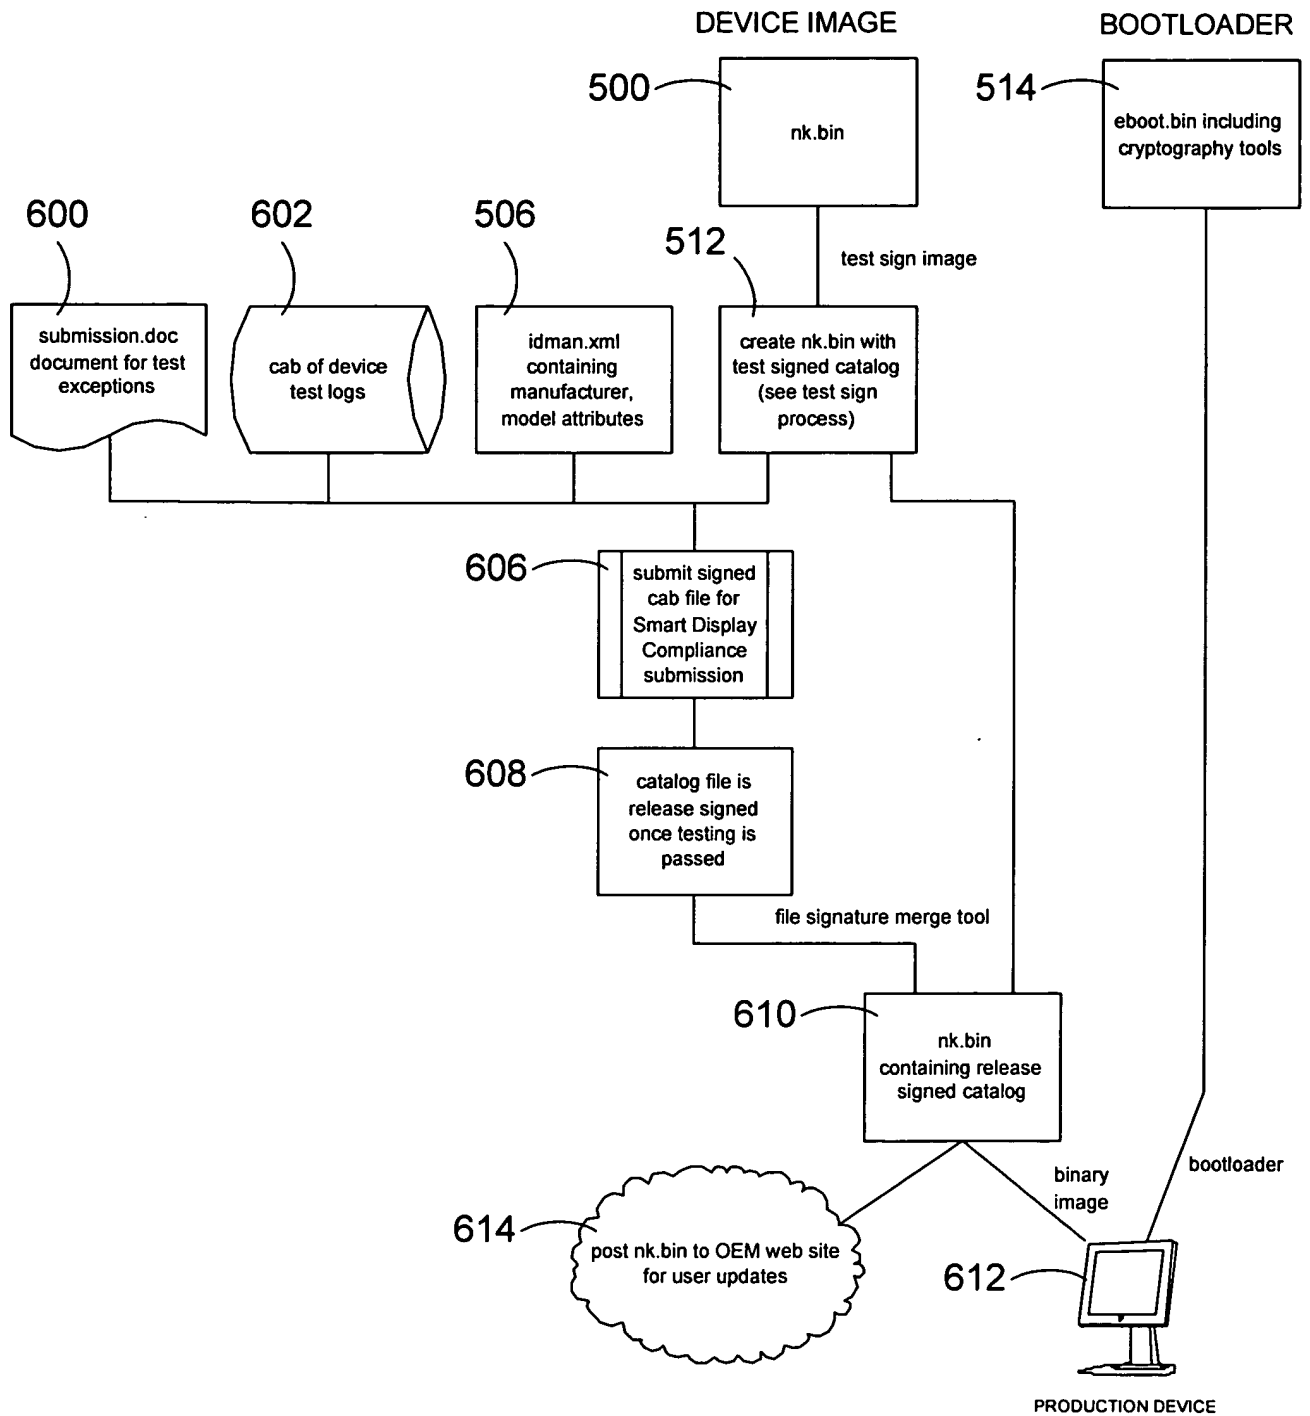 DEVICE IMAGE
BOOTLOADER
500
nk.bin
514
eboot.bin including
cryptography tools
600
602
506
512
test sign image
submission.doc
document for test
exceptions
cab of device
test logs
idman.xml
containing
manufacturer,
model attributes
create nk.bin with
test signed catalog
(see test sign
process)
606
submit signed
cab file for
Smart Display
Compliance
submission
608
catalog file is
release signed
once testing is
passed
file signature merge tool
610
nk.bin
containing release
signed catalog
binary
image
bootloader
614
post nk.bin to OEM web site
for user updates
612
PRODUCTION DEVICE